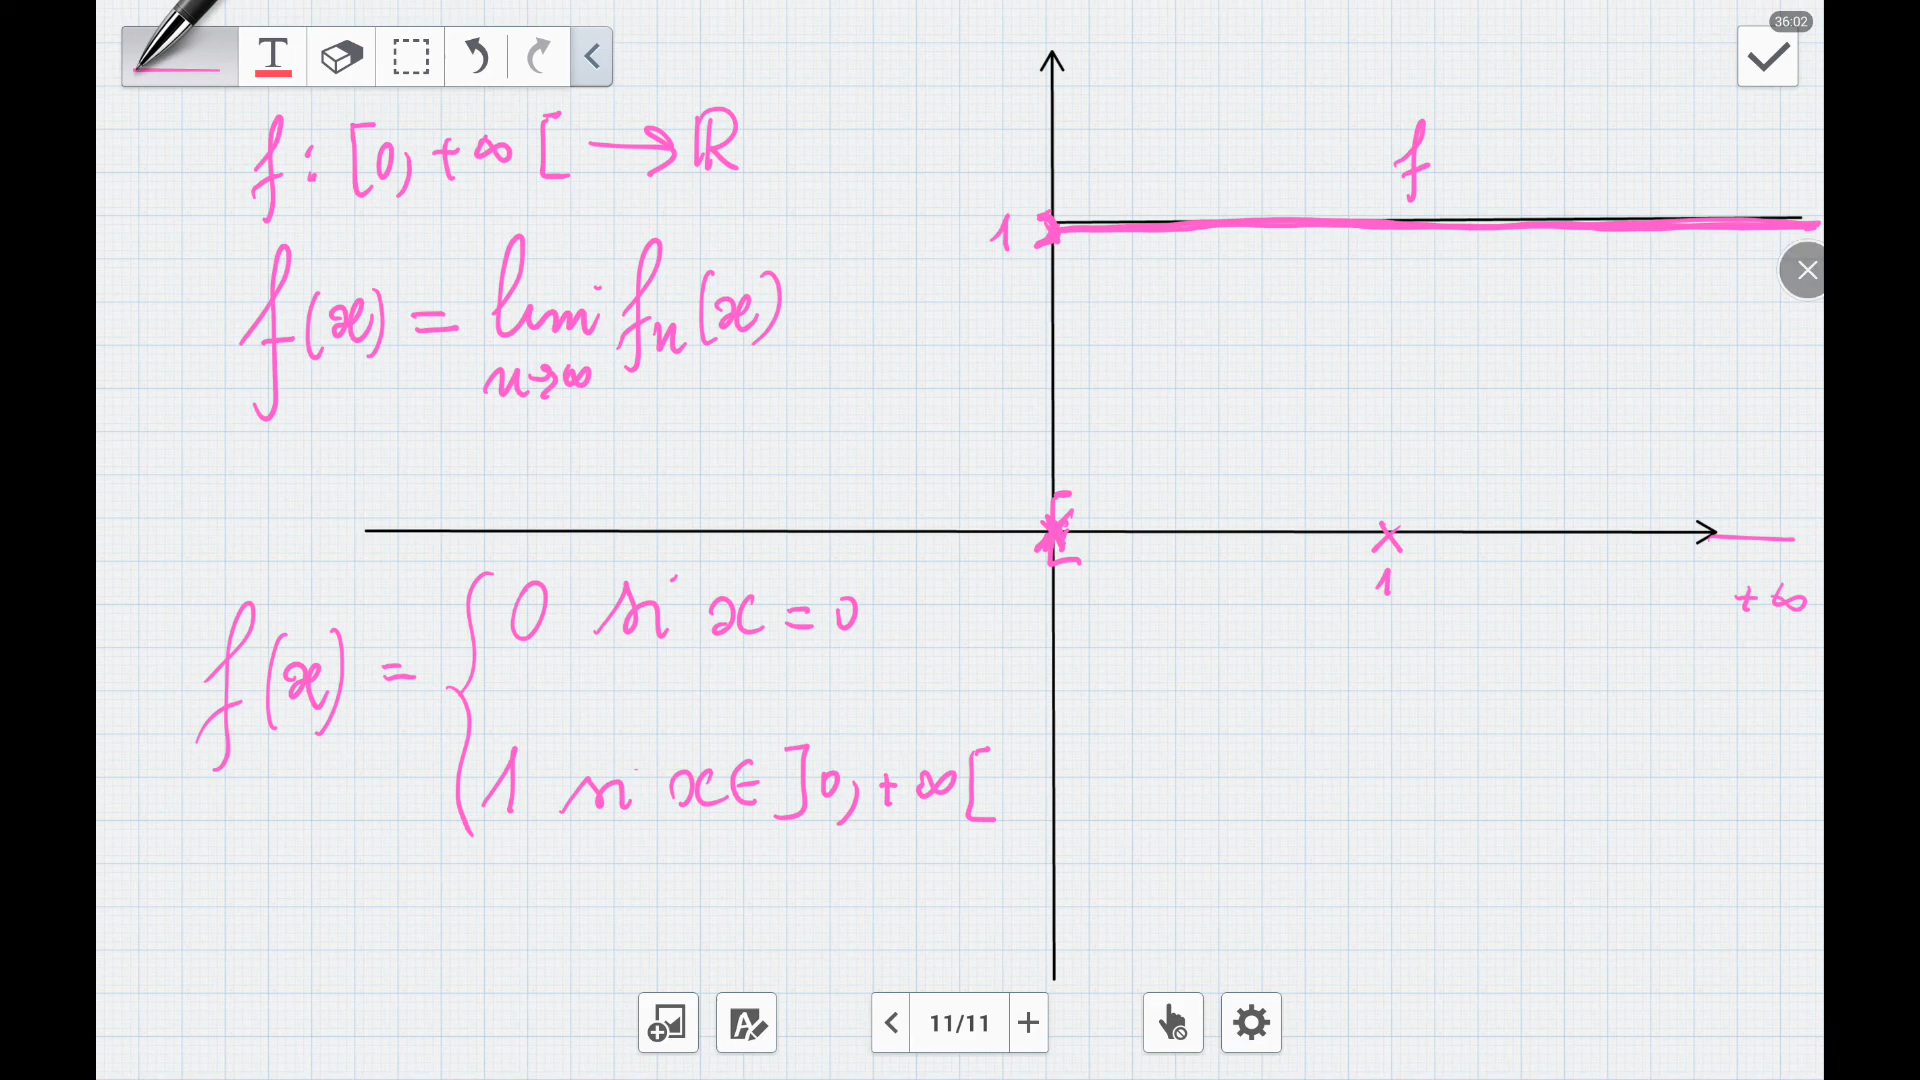 36:02
T
f : [0, +∞[ → ℝ
f
1
f(x) = lim fₙ(x)
n→∞
1
+∞
f(x) = { 0 si x = 0
1 si x ∈ ]0, +∞[
A
11/11